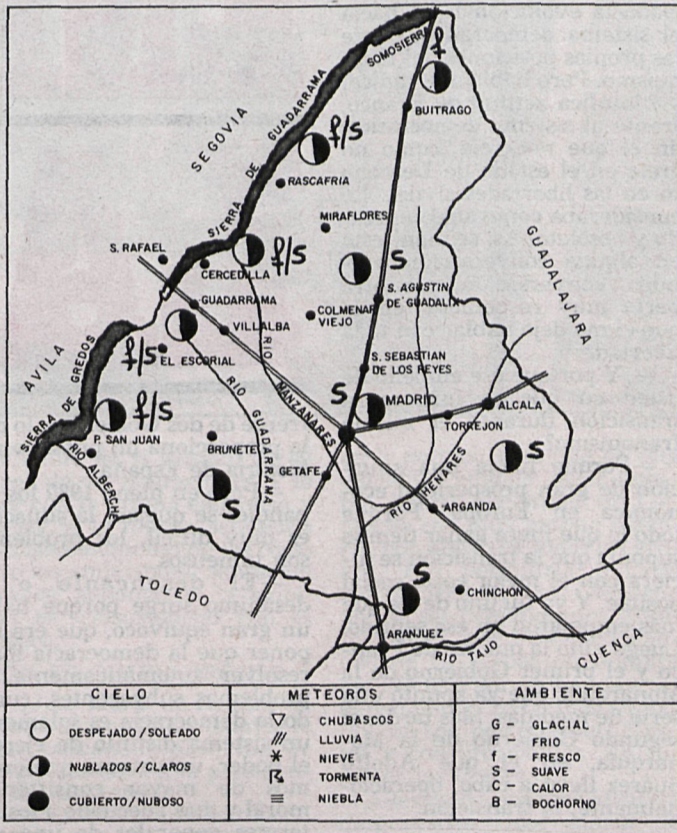 SOMOSIERRA
f
BUITRAGO
SEGOVIA
SIERRA DE GUADARRAMA
f/S
RASCAFRIA
MIRAFLORES
S. RAFAEL
CERCEDILLA
f/S
S
GUADALAJARA
GUADARRAMA
S. AGUSTIN
DE GUADALIX
COLMENAR
VIEJO
VILLALBA
AVILA
SIERRA DE GREDOS
f/S
EL ESCORIAL
RIO MANZANARES
S. SEBASTIAN
DE LOS REYES
RIO GUADARRAMA
S
MADRID
ALCALA
TORREJON
f/S
P. SAN JUAN
RIO ALBERCHE
BRUNETE
S
GETAFE
RIO HENARES
S
ARGANDA
TOLEDO
S
CHINCHON
ARANJUEZ
RIO TAJO
CUENCA
CIELO
DESPEJADO / SOLEADO
NUBLADOS / CLAROS
CUBIERTO / NUBOSO
METEOROS
CHUBASCOS
LLUVIA
NIEVE
TORMENTA
NIEBLA
AMBIENTE
G - GLACIAL
F - FRIO
f - FRESCO
S - SUAVE
C - CALOR
B - BOCHORNO